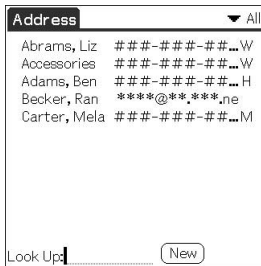 Address ▼ All
Abrams, Liz ###-###-##...W
Accessories ###-###-##...W
Adams, Ben ###-###-##...H
Becker, Ran ****@**.***.ne
Carter, Mela ###-###-##...M
Look Up: New